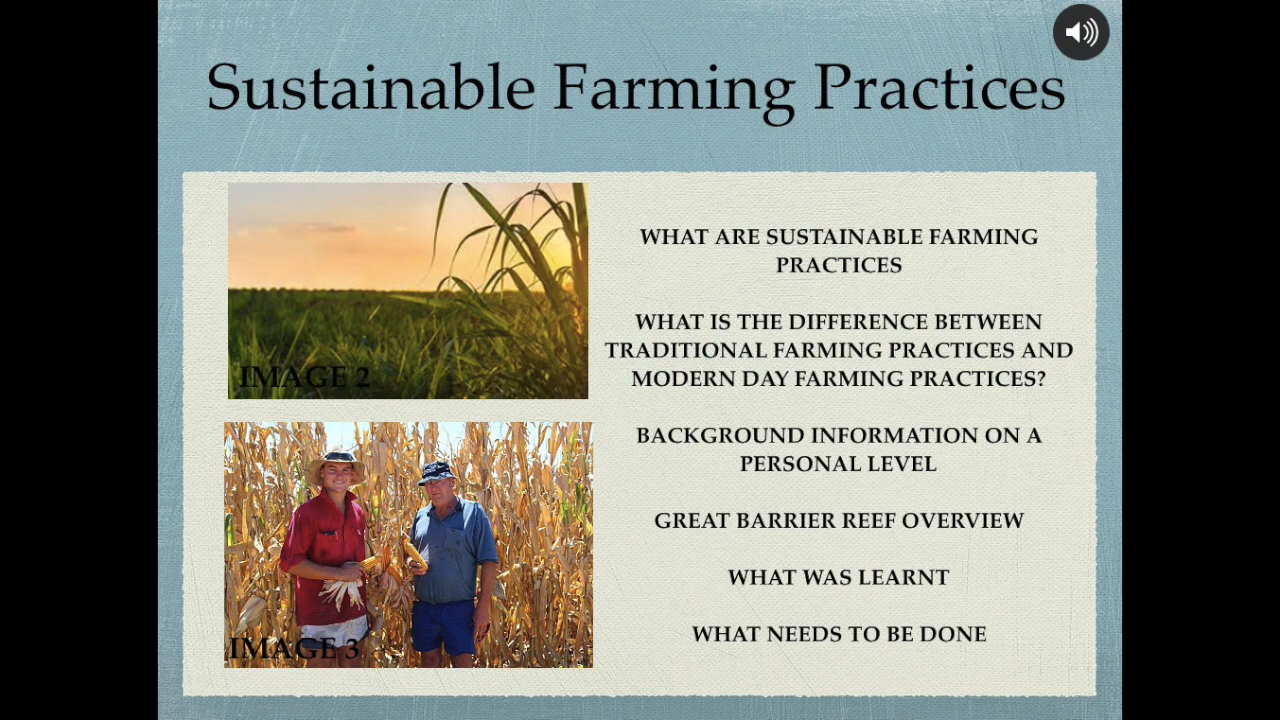 Sustainable Farming Practices
IMAGE 2
IMAGE 3
WHAT ARE SUSTAINABLE FARMING
PRACTICES
WHAT IS THE DIFFERENCE BETWEEN
TRADITIONAL FARMING PRACTICES AND
MODERN DAY FARMING PRACTICES?
BACKGROUND INFORMATION ON A
PERSONAL LEVEL
GREAT BARRIER REEF OVERVIEW
WHAT WAS LEARNT
WHAT NEEDS TO BE DONE